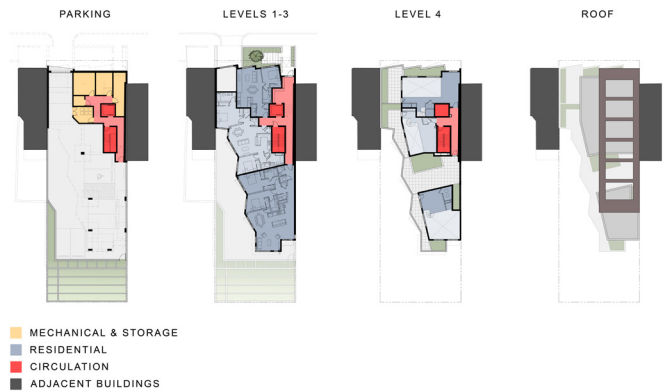 PARKING
LEVELS 1-3
LEVEL 4
ROOF
MECHANICAL & STORAGE
RESIDENTIAL
CIRCULATION
ADJACENT BUILDINGS